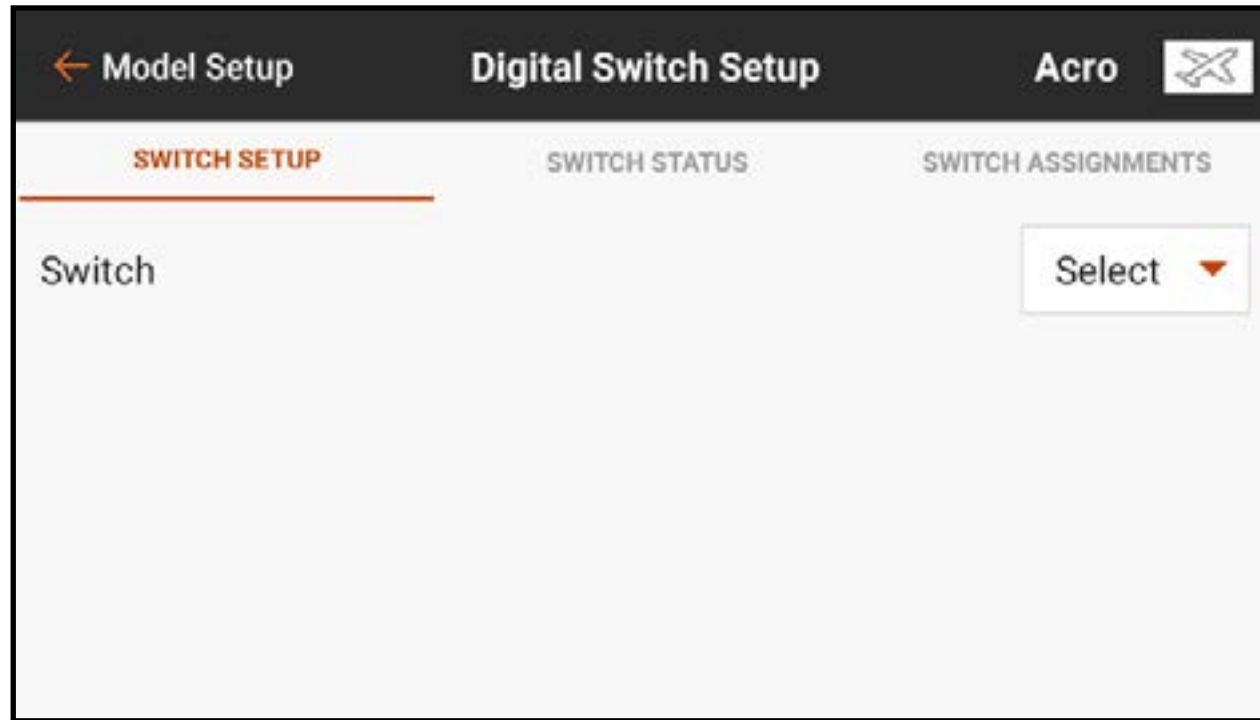 Model Setup Digital Switch Setup Acro
SWITCH SETUP SWITCH STATUS SWITCH ASSIGNMENTS
Switch Select